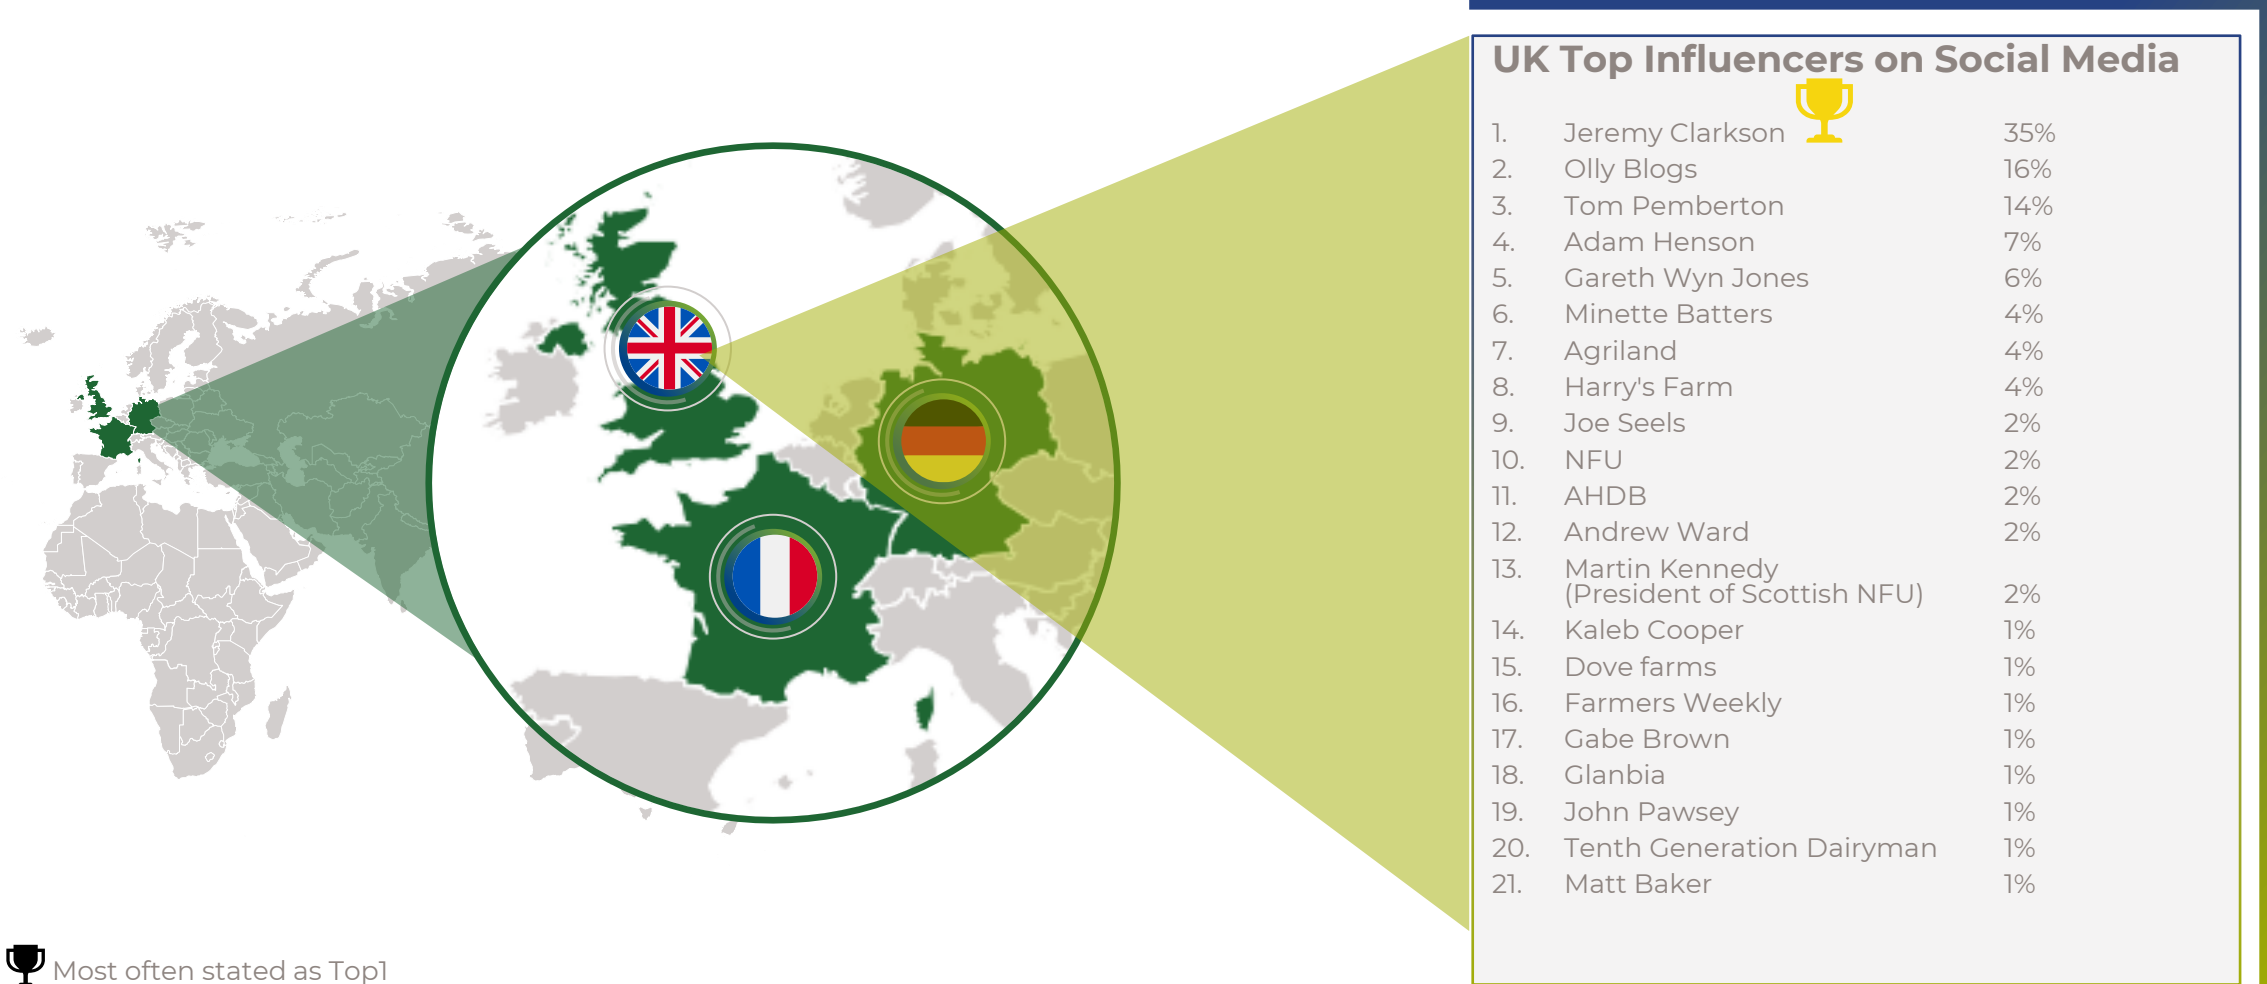 UK Top Influencers on Social Media
1. Jeremy Clarkson 35%
2. Olly Blogs 16%
3. Tom Pemberton 14%
4. Adam Henson 7%
5. Gareth Wyn Jones 6%
6. Minette Batters 4%
7. Agriland 4%
8. Harry's Farm 4%
9. Joe Seels 2%
10. NFU 2%
11. AHDB 2%
12. Andrew Ward 2%
13. Martin Kennedy
(President of Scottish NFU) 2%
14. Kaleb Cooper 1%
15. Dove farms 1%
16. Farmers Weekly 1%
17. Gabe Brown 1%
18. Glanbia 1%
19. John Pawsey 1%
20. Tenth Generation Dairyman 1%
21. Matt Baker 1%
Most often stated as Top1